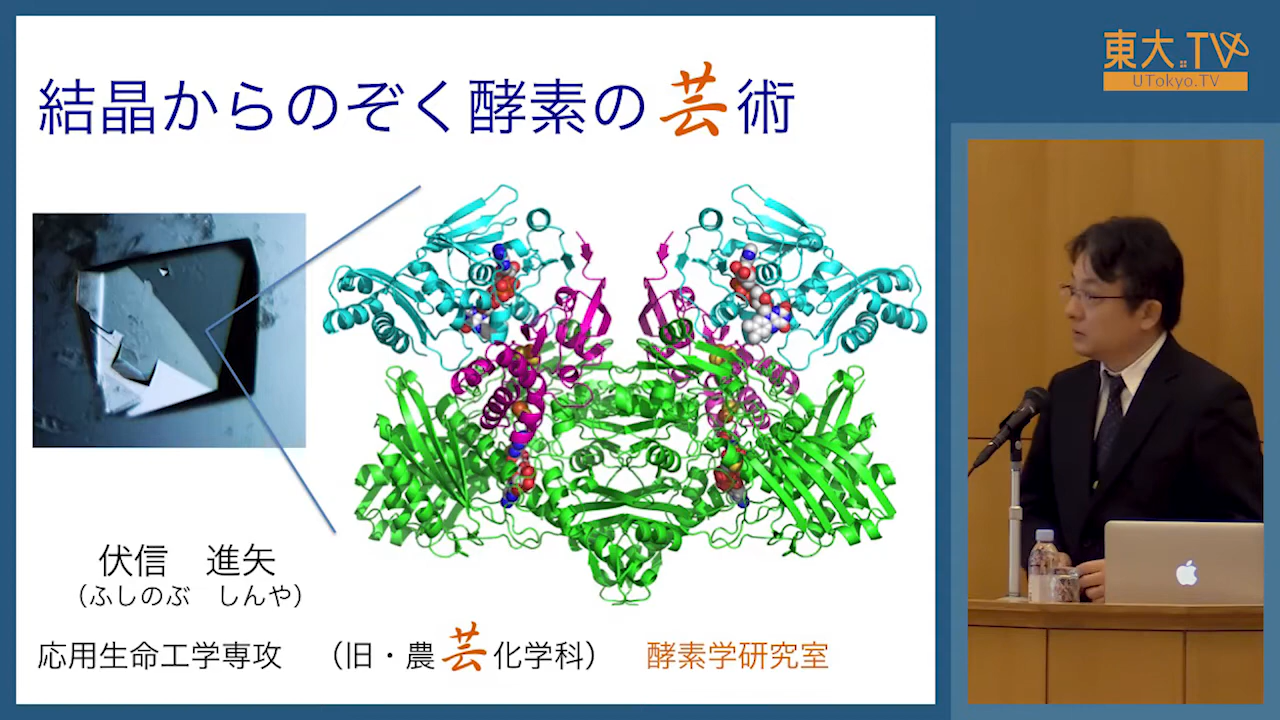 結晶からのぞく酵素の芸術
伏信 進矢
（ふしのぶ しんや）
応用生命工学専攻 （旧・農芸化学科） 酵素学研究室
東大.TV
UTokyo.TV